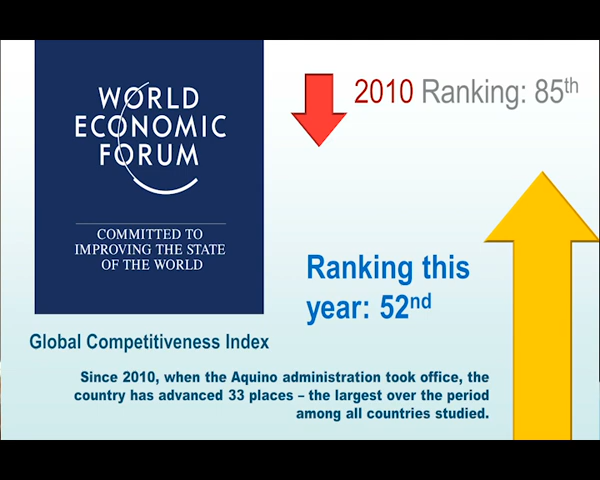 WORLD
ECONOMIC
FORUM
COMMITTED TO
IMPROVING THE STATE
OF THE WORLD
2010 Ranking: 85th
Ranking this
year: 52nd
Global Competitiveness Index
Since 2010, when the Aquino administration took office, the
country has advanced 33 places – the largest over the period
among all countries studied.